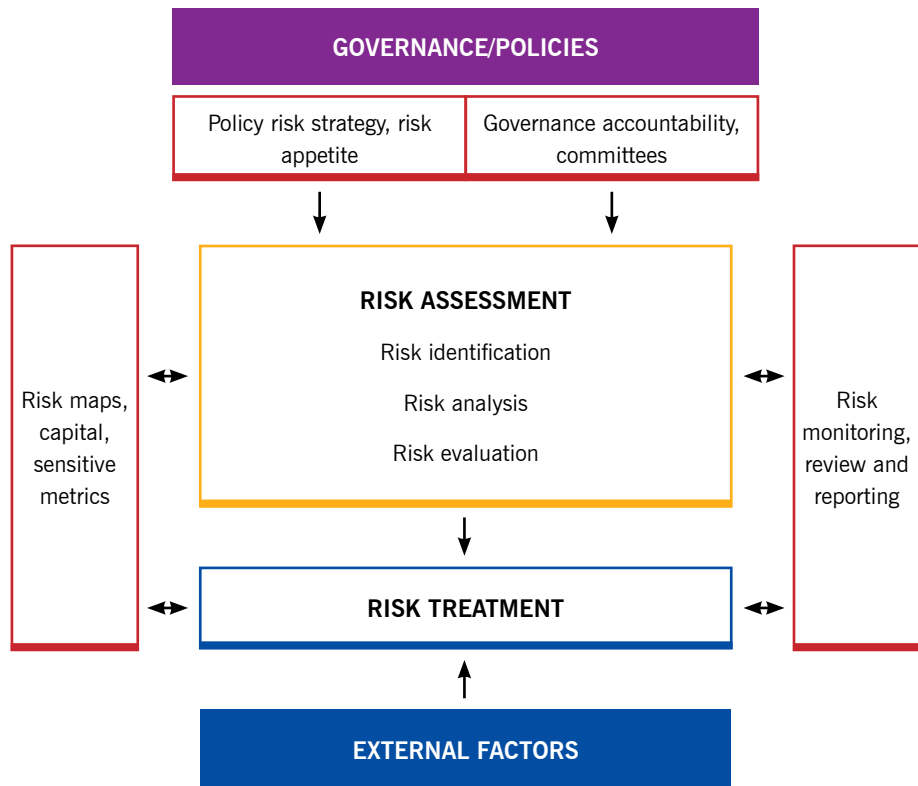 GOVERNANCE/POLICIES
Policy risk strategy, risk
appetite
Governance accountability,
committees
RISK ASSESSMENT
Risk identification
Risk analysis
Risk evaluation
Risk maps,
capital,
sensitive
metrics
Risk
monitoring,
review and
reporting
RISK TREATMENT
EXTERNAL FACTORS